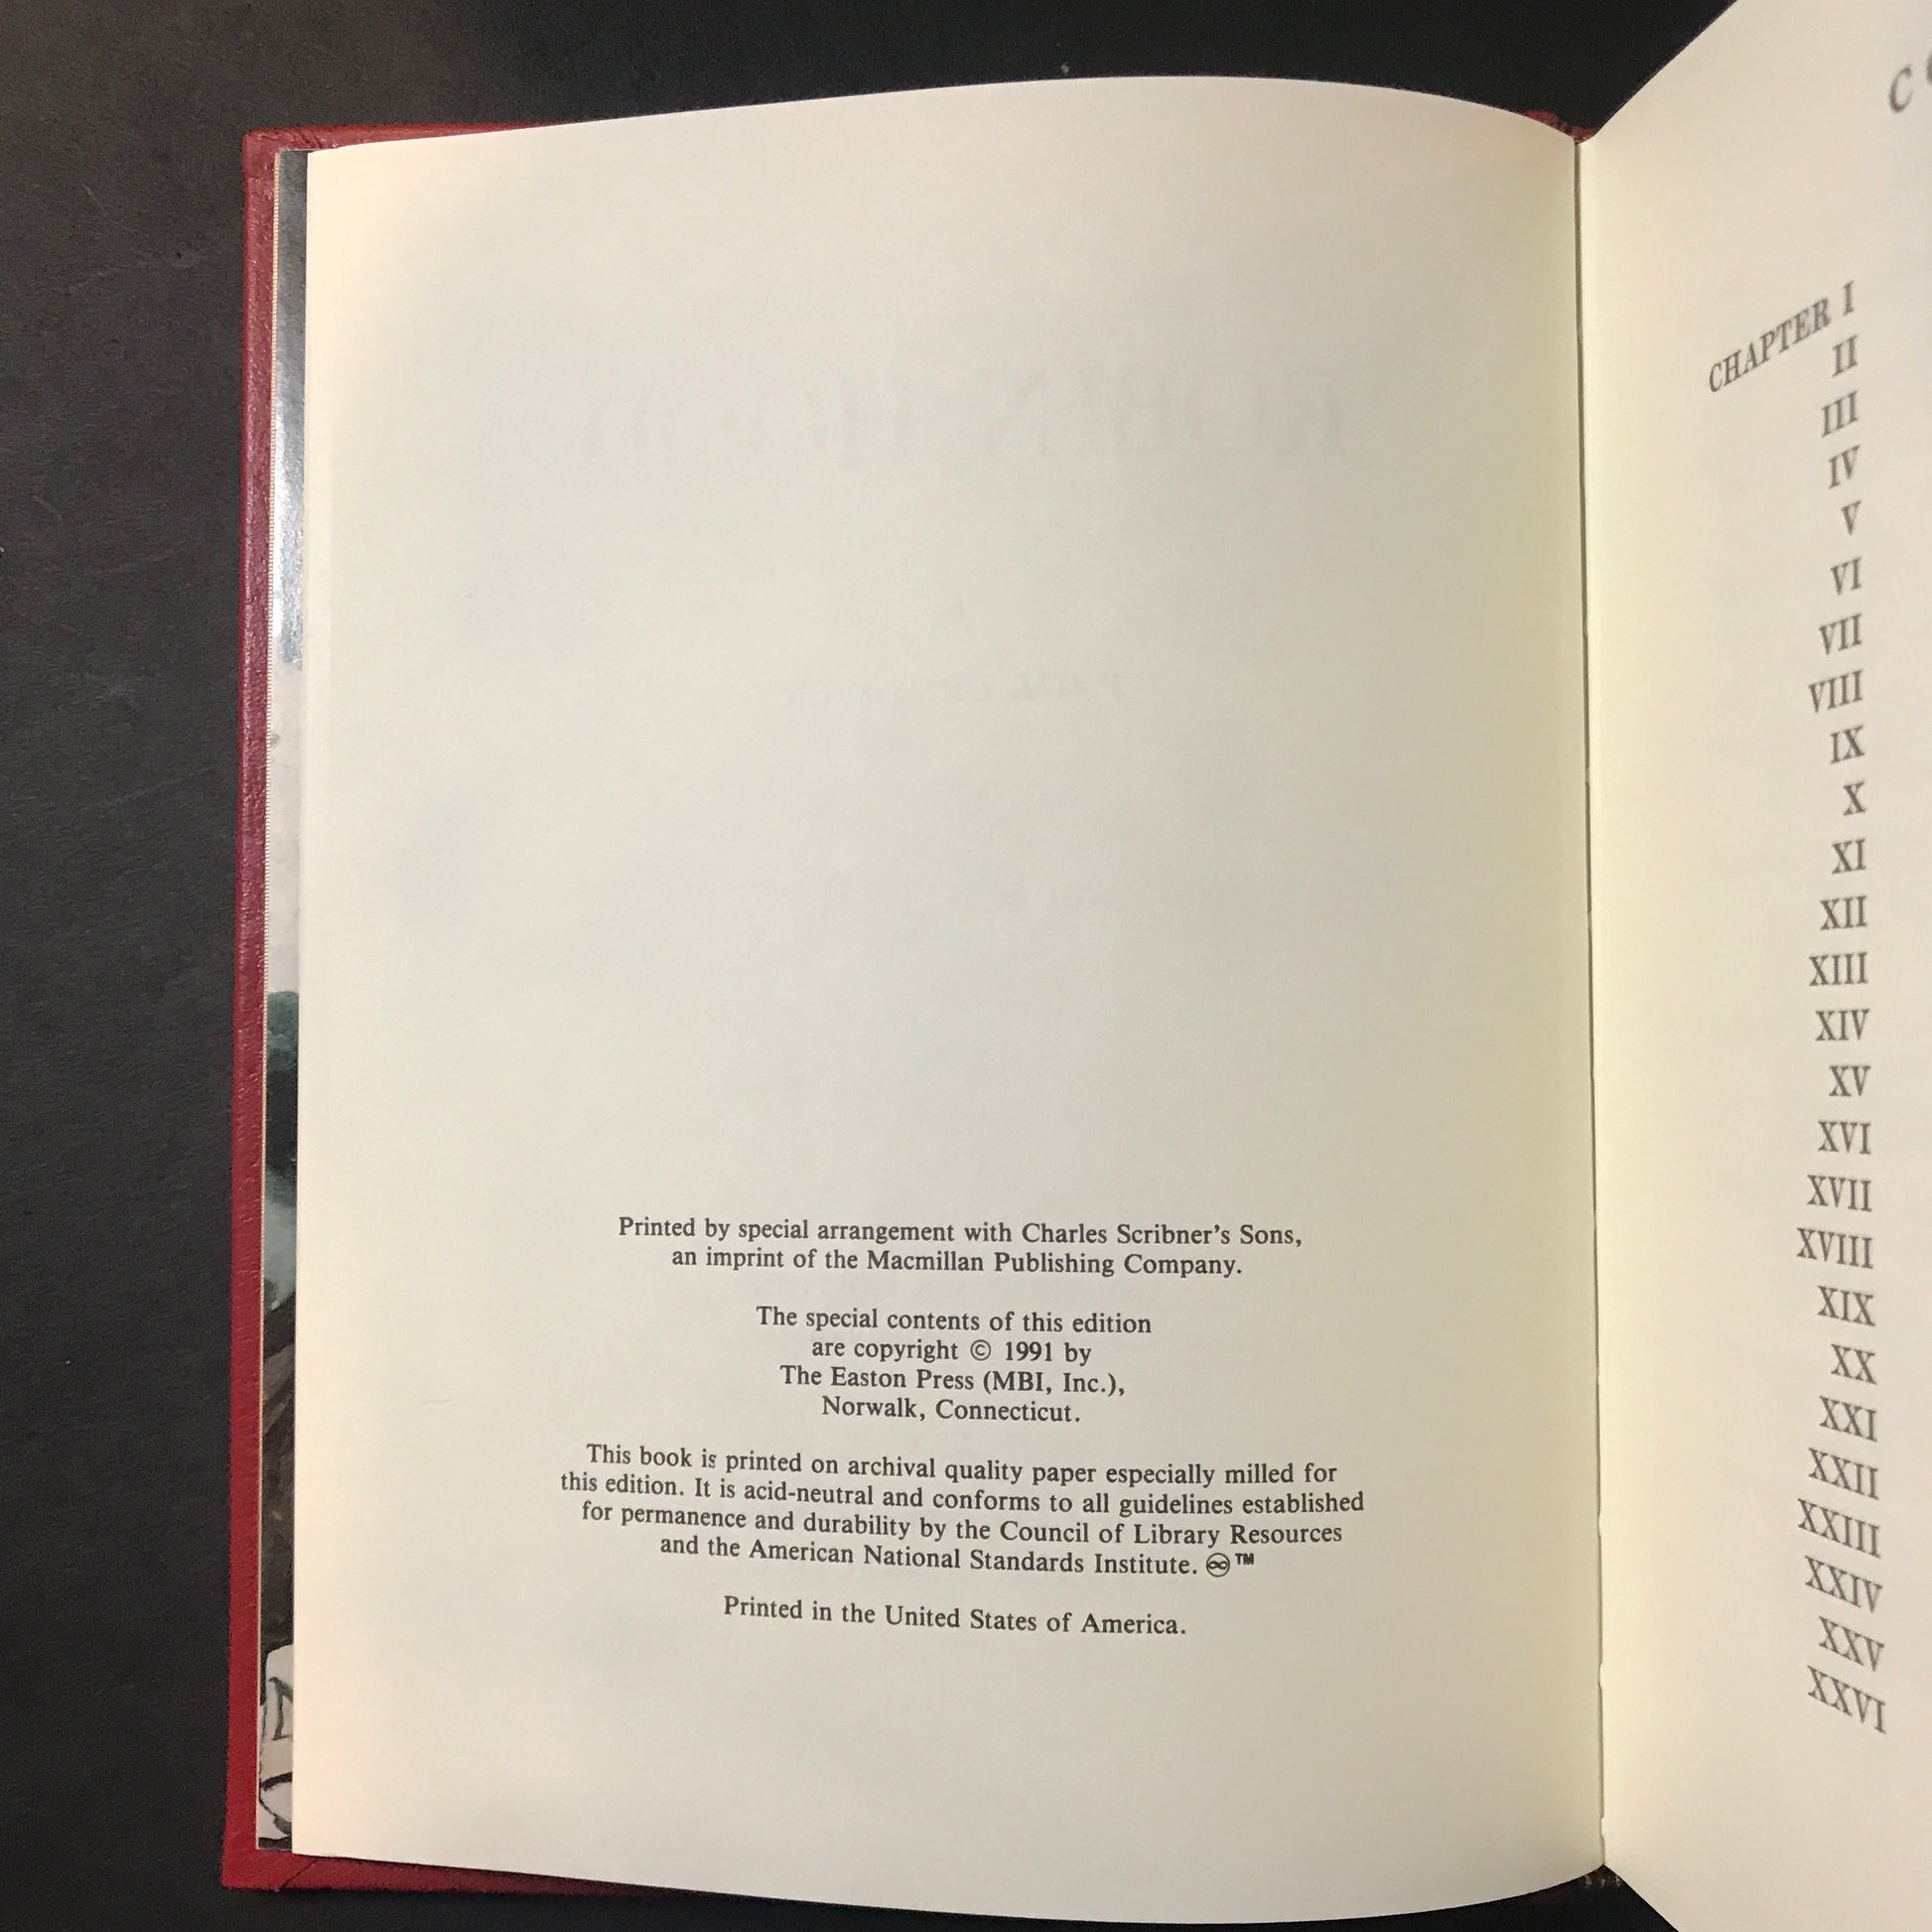 Printed by special arrangement with Charles Scribner's Sons,
an imprint of the Macmillan Publishing Company.
The special contents of this edition
are copyright © 1991 by
The Easton Press (MBI, Inc.),
Norwalk, Connecticut.
This book is printed on archival quality paper especially milled for
this edition. It is acid-neutral and conforms to all guidelines established
for permanence and durability by the Council of Library Resources
and the American National Standards Institute. ♾™
Printed in the United States of America.
CHAPTER I
II
III
IV
V
VI
VII
VIII
IX
X
XI
XII
XIII
XIV
XV
XVI
XVII
XVIII
XIX
XX
XXI
XXII
XXIII
XXIV
XXV
XXVI